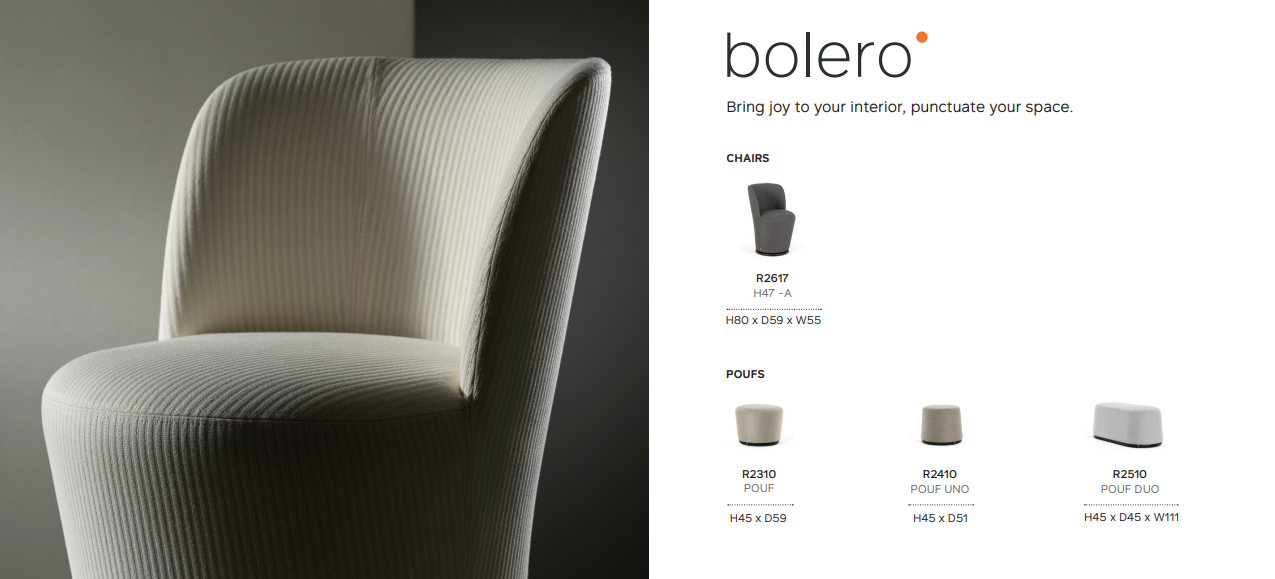 bolero
Bring joy to your interior, punctuate your space.
CHAIRS
R2617
H47 -A
H80 x D59 x W55
POUFS
R2310
POUF
H45 x D59
R2410
POUF UNO
H45 x D51
R2510
POUF DUO
H45 x D45 x W111